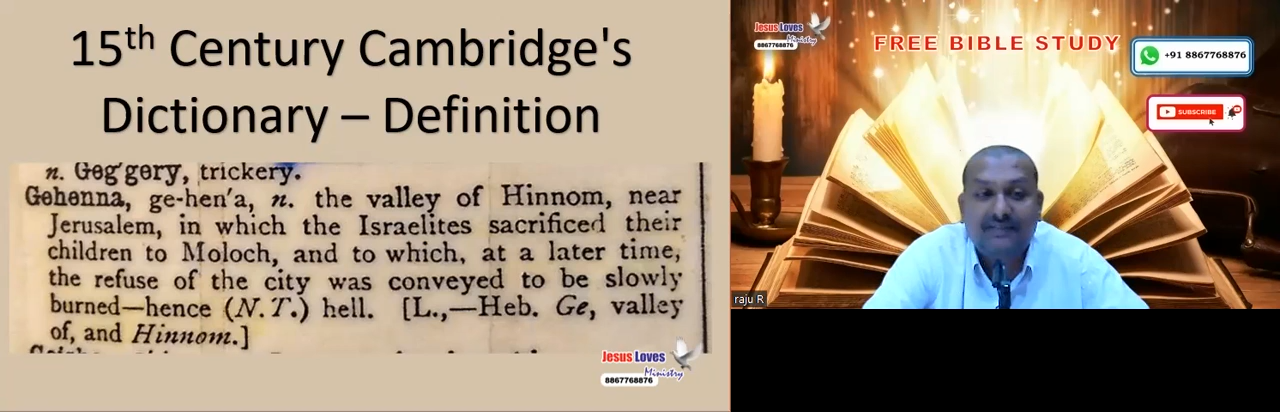 15th Century Cambridge's
Dictionary – Definition
n. Geg'gery, trickery.
Gehenna, ge-hen'a, n. the valley of Hinnom, near
Jerusalem, in which the Israelites sacrificed their
children to Moloch, and to which, at a later time,
the refuse of the city was conveyed to be slowly
burned—hence (N.T.) hell. [L.,—Heb. Ge, valley
of, and Hinnom.]
Jesus Loves
Ministry
8867768876
Jesus Loves
Ministry
8867768876
FREE BIBLE STUDY
+91 8867768876
SUBSCRIBE
raju R